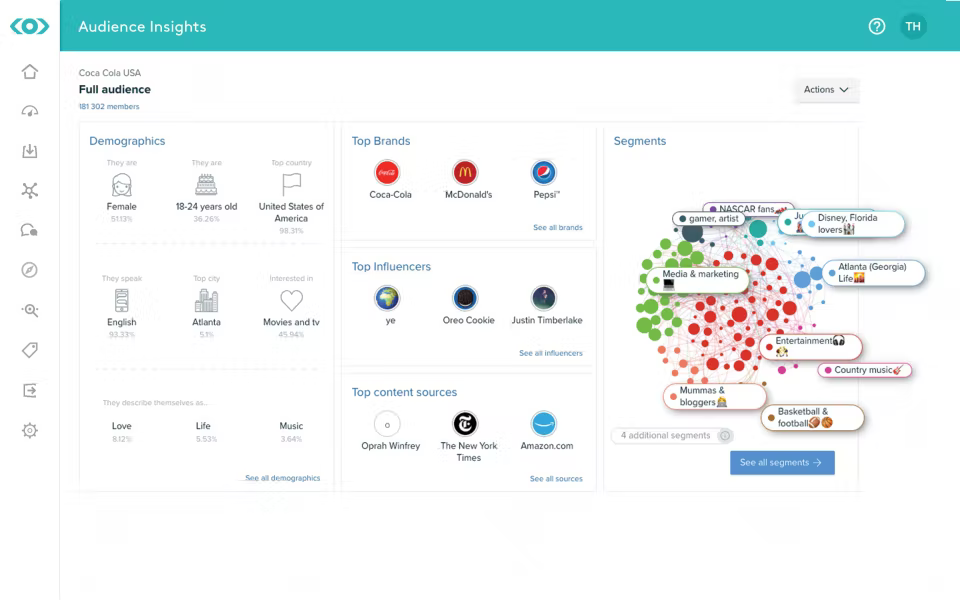 Audience Insights
TH
Coca Cola USA
Full audience
181 302 members
Actions
Demographics
They are
Female
51.13%
They are
18-24 years old
36.26%
Top country
United States of
America
98.31%
They speak
English
93.33%
Top city
Atlanta
5.1%
Interested in
Movies and tv
45.94%
They describe themselves as...
Love
8.12%
Life
5.53%
Music
3.64%
See all demographics
Top Brands
Coca-Cola
McDonald's
Pepsi™
See all brands
Top Influencers
ye
Oreo Cookie
Justin Timberlake
See all influencers
Top content sources
Oprah Winfrey
The New York
Times
Amazon.com
See all sources
Segments
NASCAR fans
gamer, artist
Ju
Disney, Florida
lovers
Media & marketing
Atlanta (Georgia)
Life
Entertainment
Country music
Mummas &
bloggers
Basketball &
football
4 additional segments
See all segments